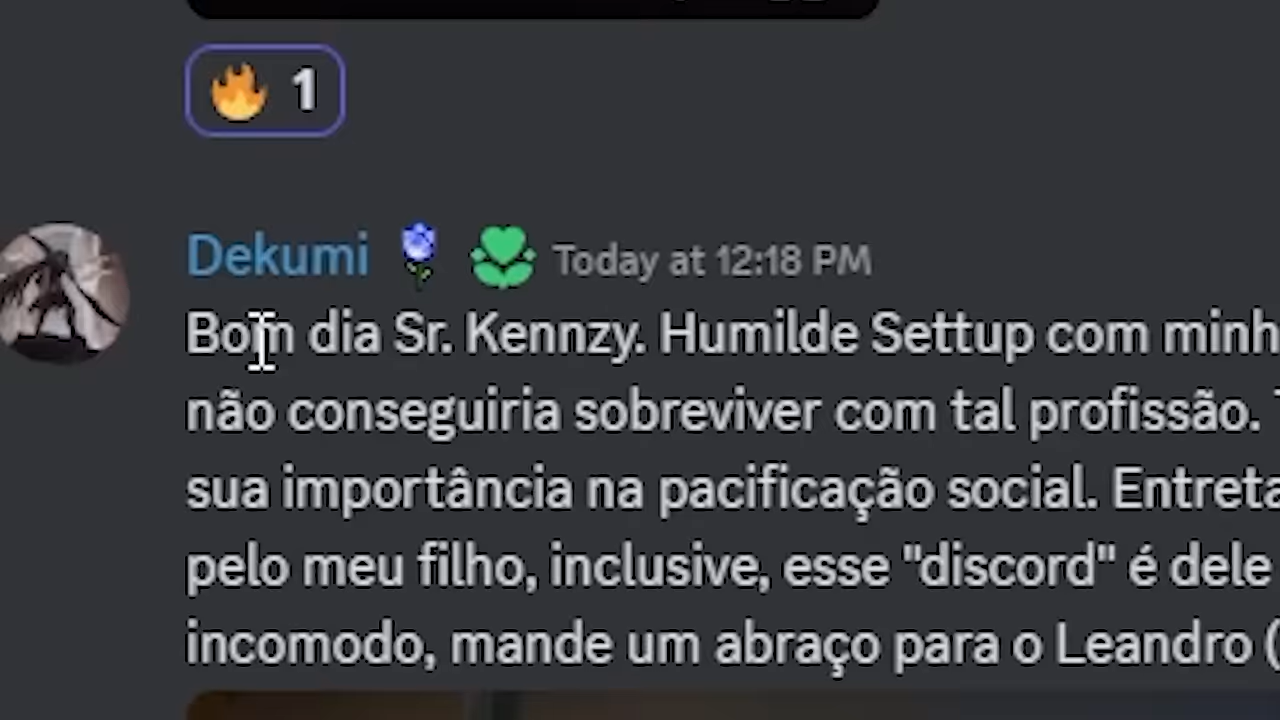 1
Dekumi Today at 12:18 PM
Bom dia Sr. Kennzy. Humilde Settup com minh
não conseguiria sobreviver com tal profissão.
sua importância na pacificação social. Entreta
pelo meu filho, inclusive, esse "discord" é dele
incomodo, mande um abraço para o Leandro (